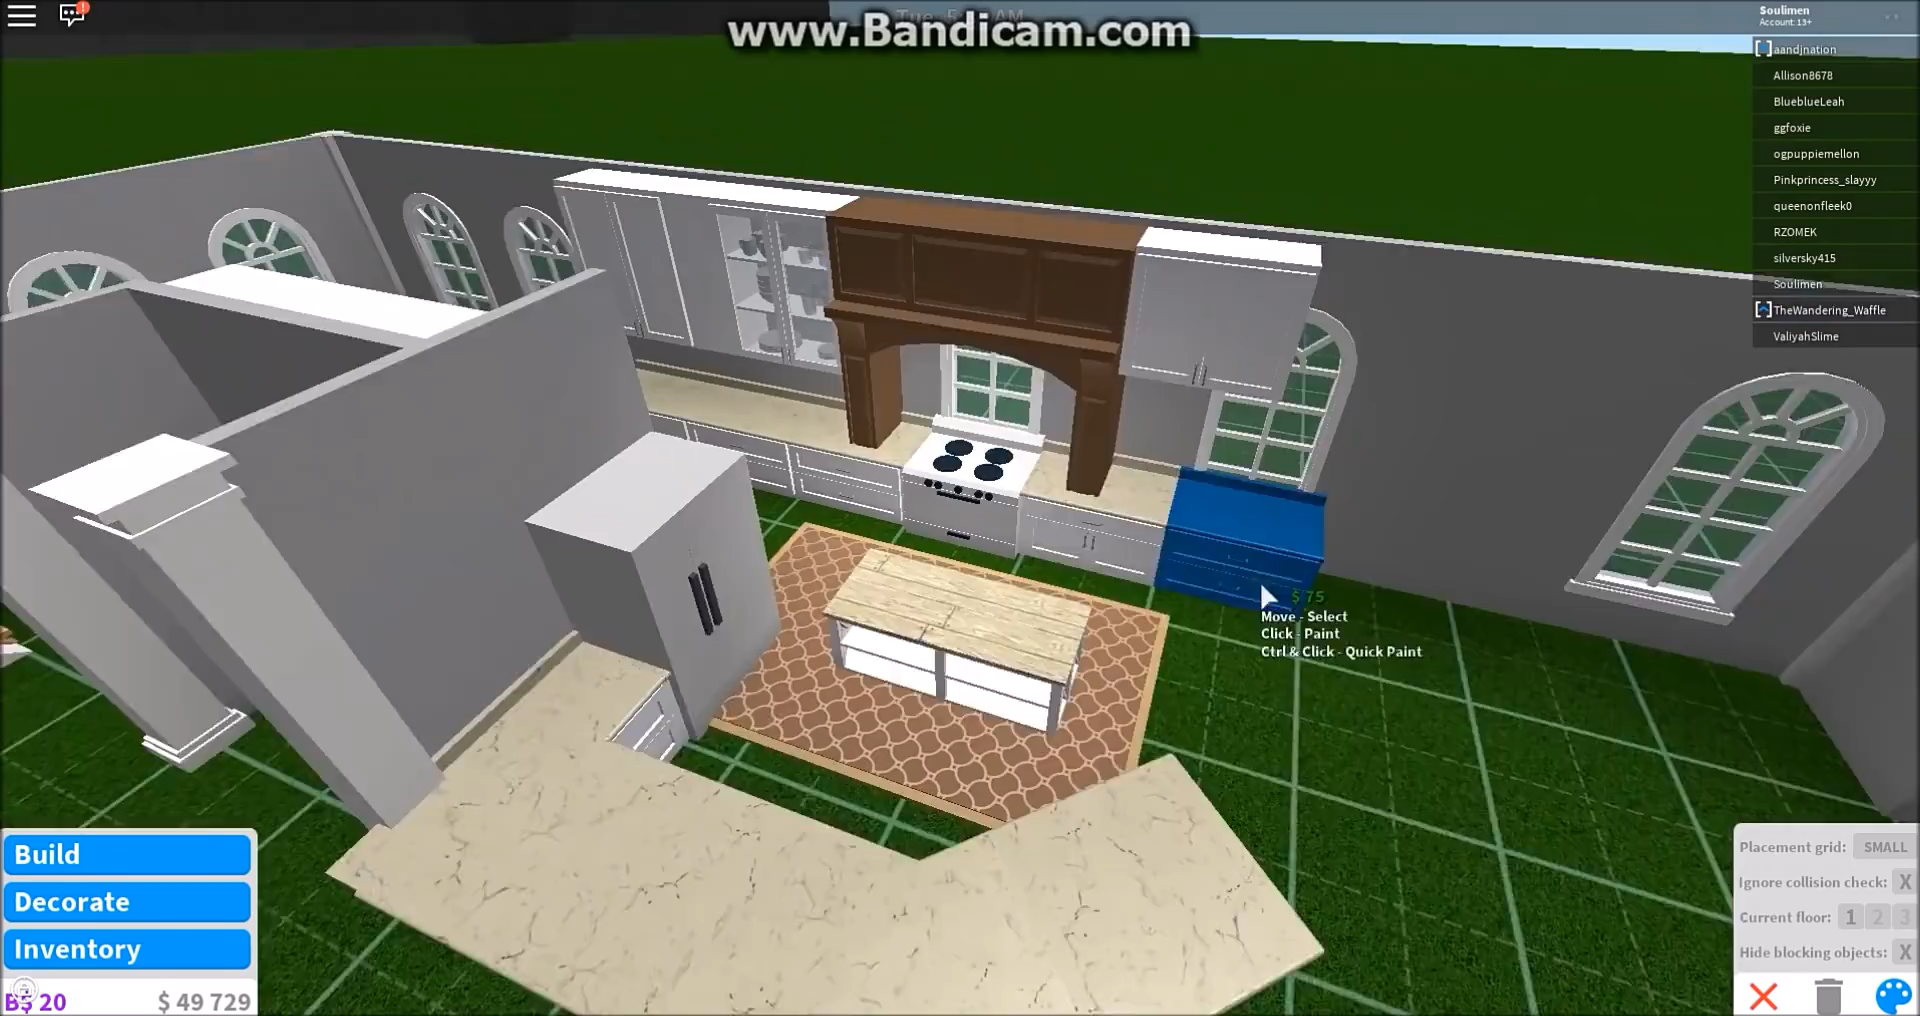 www.Bandicam.com
Soulimen
Account: 13+
aandjnation
Allison8678
BlueblueLeah
ggfoxie
ogpuppiemellon
Pinkprincess_slayyy
queenonfleek0
RZOMEK
silversky415
Soulimen
TheWandering_Waffle
ValiyahSlime
$ 75
Move - Select
Click - Paint
Ctrl & Click - Quick Paint
Build
Decorate
Inventory
B$ 20
$ 49 729
Placement grid: SMALL
Ignore collision check: X
Current floor: 1 2 3
Hide blocking objects: X